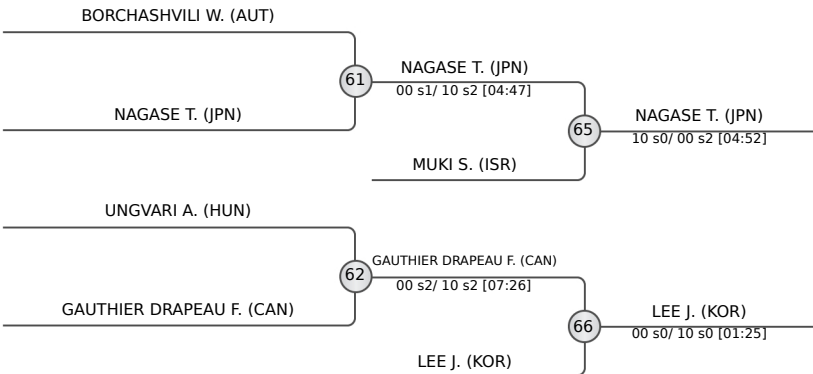 BORCHASHVILI W. (AUT)
61
NAGASE T. (JPN)
00 s1/ 10 s2 [04:47]
NAGASE T. (JPN)
65
NAGASE T. (JPN)
10 s0/ 00 s2 [04:52]
MUKI S. (ISR)
UNGVARI A. (HUN)
62
GAUTHIER DRAPEAU F. (CAN)
00 s2/ 10 s2 [07:26]
GAUTHIER DRAPEAU F. (CAN)
66
LEE J. (KOR)
00 s0/ 10 s0 [01:25]
LEE J. (KOR)